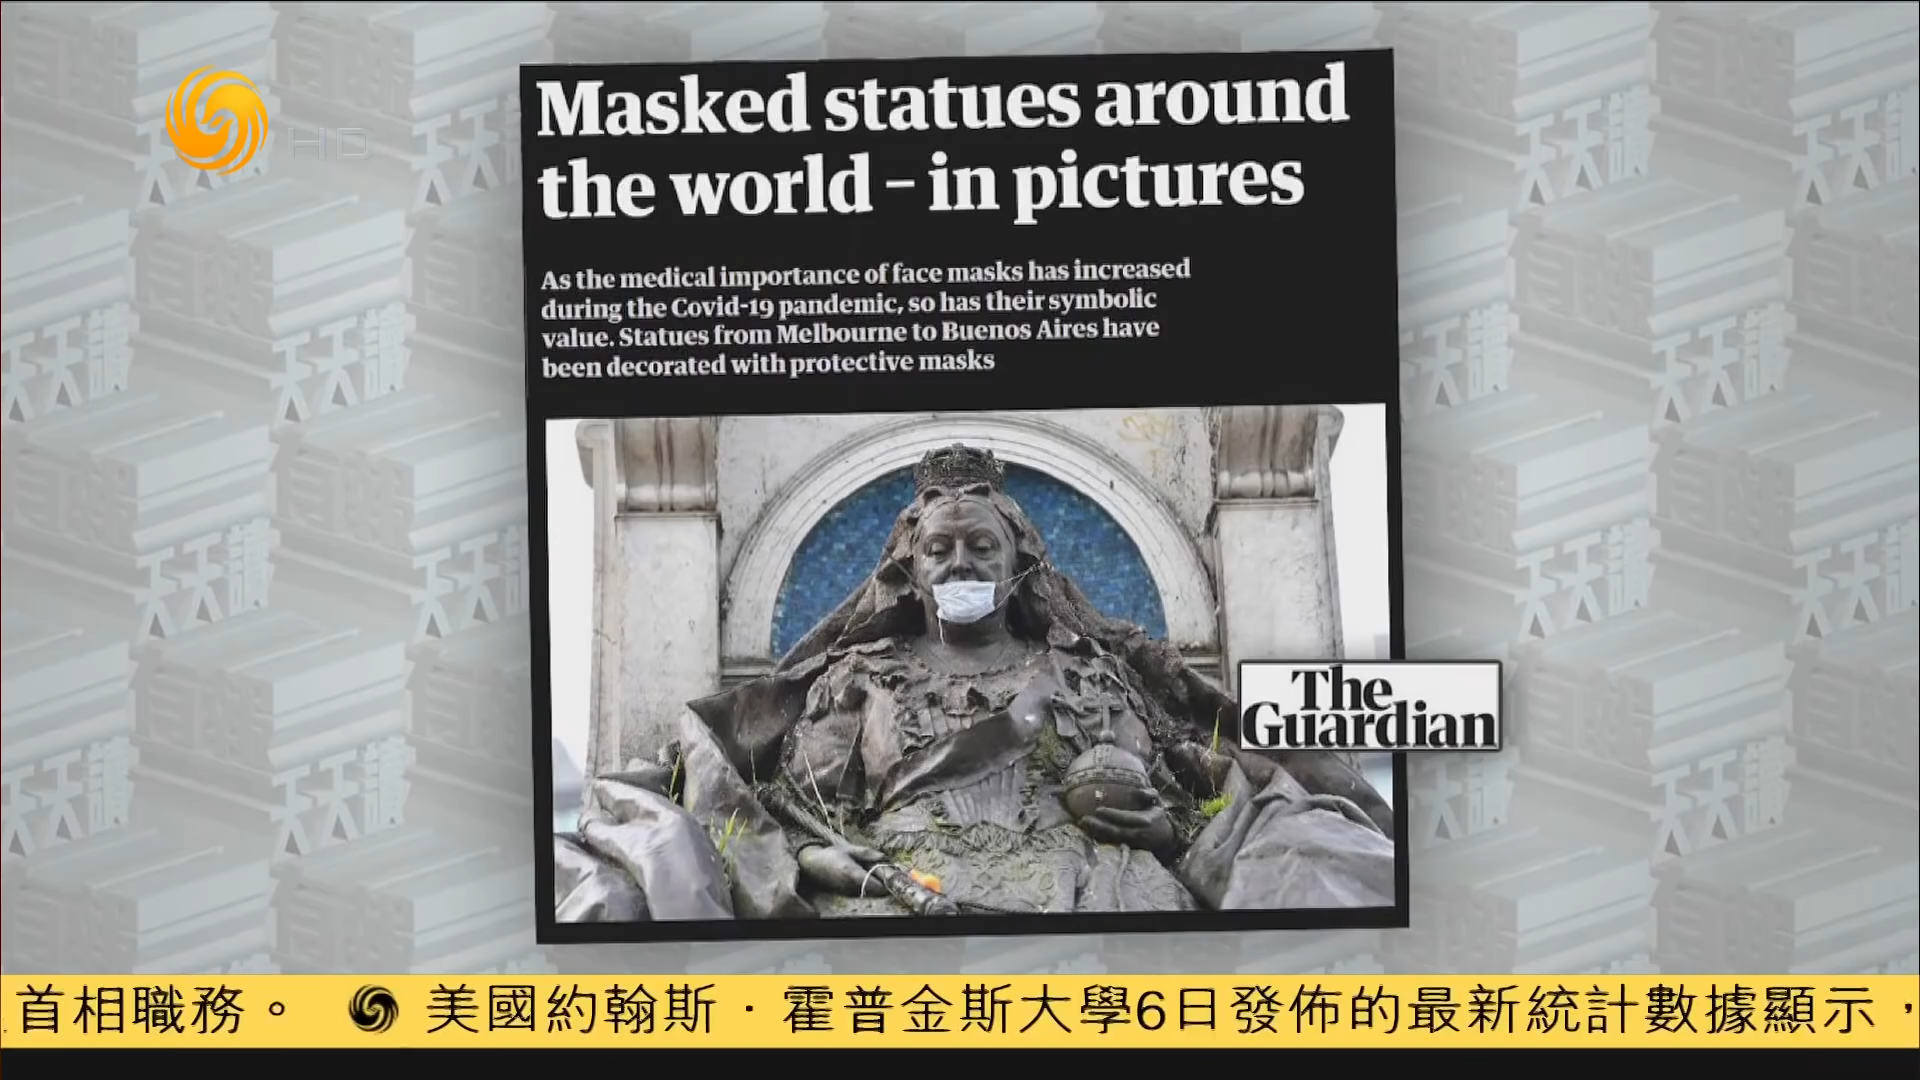 HD
Masked statues around
the world – in pictures
As the medical importance of face masks has increased
during the Covid-19 pandemic, so has their symbolic
value. Statues from Melbourne to Buenos Aires have
been decorated with protective masks
The
Guardian
首相職務。 美國約翰斯·霍普金斯大學6日發佈的最新統計數據顯示，
天天讀